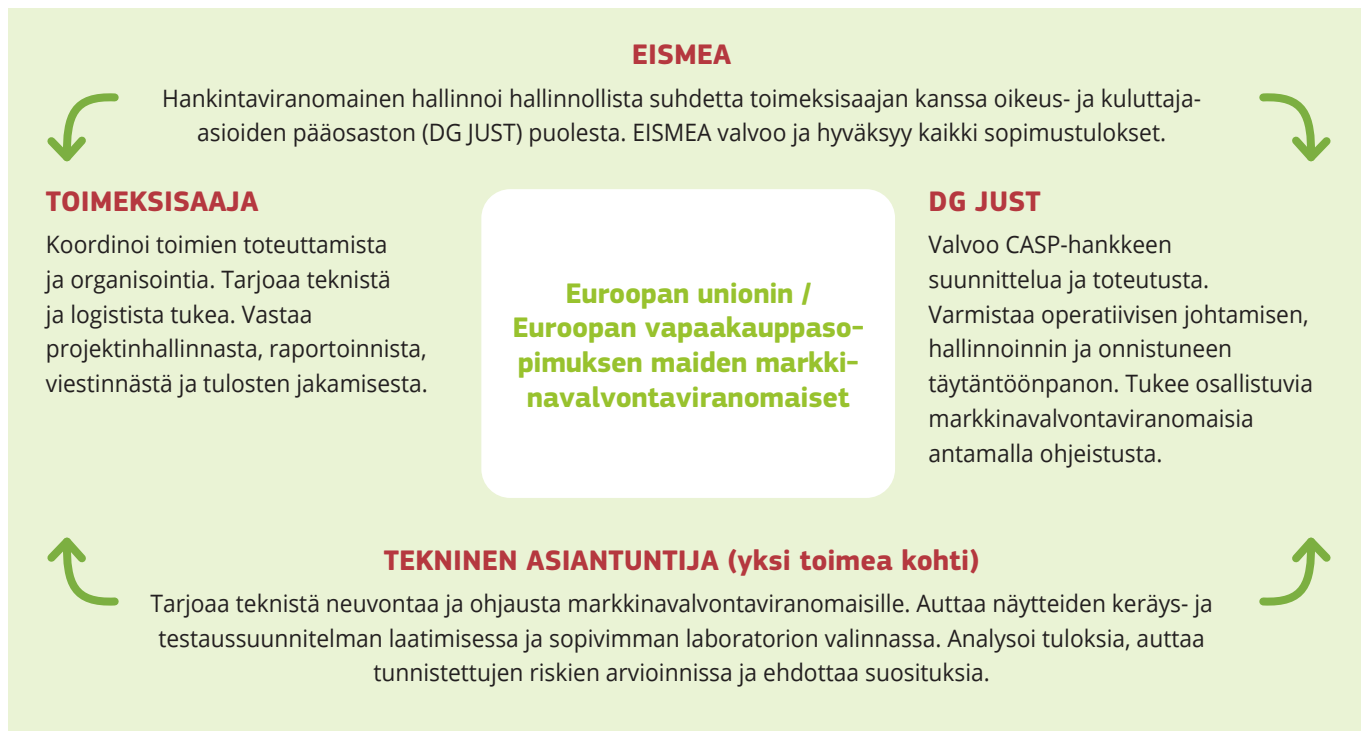 EISMEA
Hankintaviranomainen hallinnoi hallinnollista suhdetta toimeksisaajan kanssa oikeus- ja kuluttaja-
asioiden pääosaston (DG JUST) puolesta. EISMEA valvoo ja hyväksyy kaikki sopimustulokset.
TOIMEKSISAAJA
Koordinoi toimien toteuttamista
ja organisointia. Tarjoaa teknistä
ja logistista tukea. Vastaa
projektinhallinnasta, raportoinnista,
viestinnästä ja tulosten jakamisesta.
Euroopan unionin /
Euroopan vapaakauppaso-
pimuksen maiden markki-
navalvontaviranomaiset
DG JUST
Valvoo CASP-hankkeen
suunnittelua ja toteutusta.
Varmistaa operatiivisen johtamisen,
hallinnoinnin ja onnistuneen
täytäntöönpanon. Tukee osallistuvia
markkinavalvontaviranomaisia
antamalla ohjeistusta.
TEKNINEN ASIANTUNTIJA (yksi toimea kohti)
Tarjoaa teknistä neuvontaa ja ohjausta markkinavalvontaviranomaisille. Auttaa näytteiden keräys- ja
testaussuunnitelman laatimisessa ja sopivimman laboratorion valinnassa. Analysoi tuloksia, auttaa
tunnistettujen riskien arvioinnissa ja ehdottaa suosituksia.